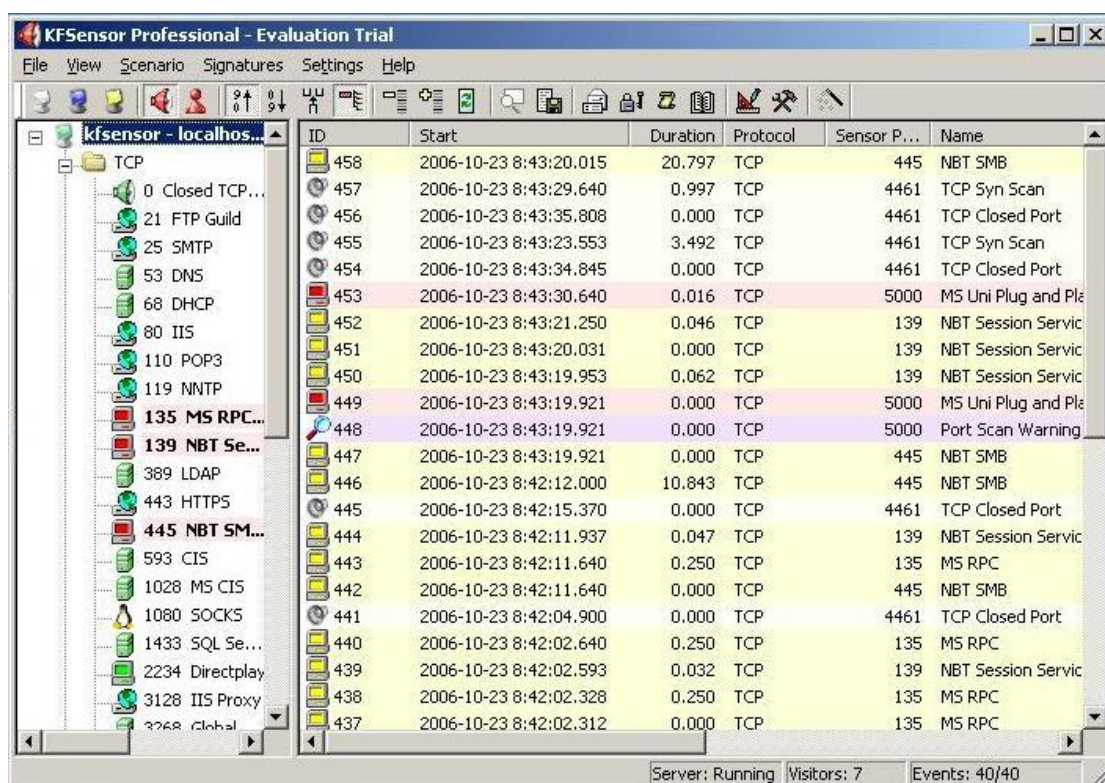 KFSensor Professional - Evaluation Trial
File View Scenario Signatures Settings Help
kfsensor - localhos...
TCP
0 Closed TCP...
21 FTP Guild
25 SMTP
53 DNS
68 DHCP
80 IIS
110 POP3
119 NNTP
135 MS RPC...
139 NBT Se...
389 LDAP
443 HTTPS
445 NBT SM...
593 CIS
1028 MS CIS
1080 SOCKS
1433 SQL Se...
2234 Directplay
3128 IIS Proxy
3268 Global
ID Start Duration Protocol Sensor P... Name
458 2006-10-23 8:43:20.015 20.797 TCP 445 NBT SMB
457 2006-10-23 8:43:29.640 0.997 TCP 4461 TCP Syn Scan
456 2006-10-23 8:43:35.808 0.000 TCP 4461 TCP Closed Port
455 2006-10-23 8:43:23.553 3.492 TCP 4461 TCP Syn Scan
454 2006-10-23 8:43:34.845 0.000 TCP 4461 TCP Closed Port
453 2006-10-23 8:43:30.640 0.016 TCP 5000 MS Uni Plug and Pla
452 2006-10-23 8:43:21.250 0.046 TCP 139 NBT Session Servic
451 2006-10-23 8:43:20.031 0.000 TCP 139 NBT Session Servic
450 2006-10-23 8:43:19.953 0.062 TCP 139 NBT Session Servic
449 2006-10-23 8:43:19.921 0.000 TCP 5000 MS Uni Plug and Pla
448 2006-10-23 8:43:19.921 0.000 TCP 5000 Port Scan Warning
447 2006-10-23 8:43:19.921 0.000 TCP 445 NBT SMB
446 2006-10-23 8:42:12.000 10.843 TCP 445 NBT SMB
445 2006-10-23 8:42:15.370 0.000 TCP 4461 TCP Closed Port
444 2006-10-23 8:42:11.937 0.047 TCP 139 NBT Session Servic
443 2006-10-23 8:42:11.640 0.250 TCP 135 MS RPC
442 2006-10-23 8:42:11.640 0.000 TCP 445 NBT SMB
441 2006-10-23 8:42:04.900 0.000 TCP 4461 TCP Closed Port
440 2006-10-23 8:42:02.640 0.250 TCP 135 MS RPC
439 2006-10-23 8:42:02.593 0.032 TCP 139 NBT Session Servic
438 2006-10-23 8:42:02.328 0.250 TCP 135 MS RPC
437 2006-10-23 8:42:02.312 0.000 TCP 135 MS RPC
Server: Running Visitors: 7 Events: 40/40